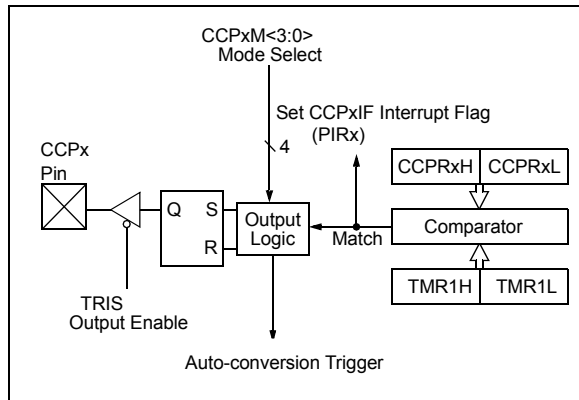 CCPxM<3:0>
Mode Select
Set CCPxIF Interrupt Flag
(PIRx)
4
CCPx
Pin
CCPRxH CCPRxL
Q S
R
Output
Logic
Match
Comparator
TMR1H TMR1L
TRIS
Output Enable
Auto-conversion Trigger